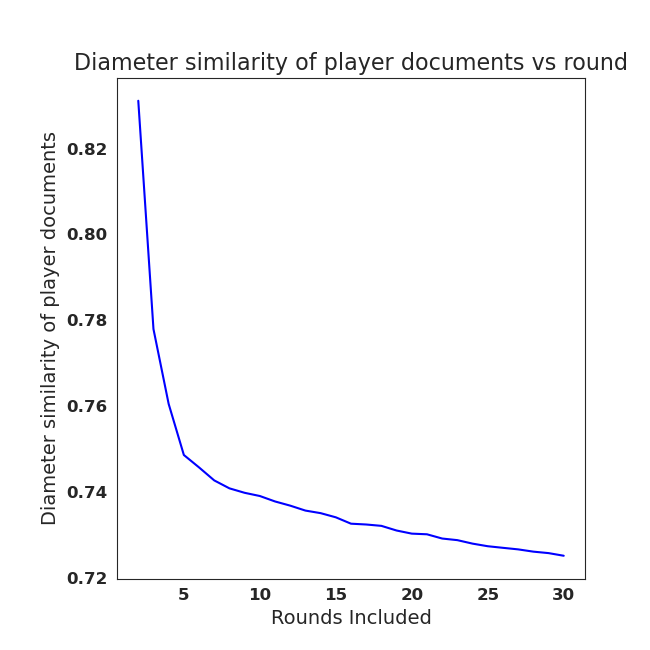 Diameter similarity of player documents vs round
Diameter similarity of player documents
0.82
0.80
0.78
0.76
0.74
0.72
5 10 15 20 25 30
Rounds Included